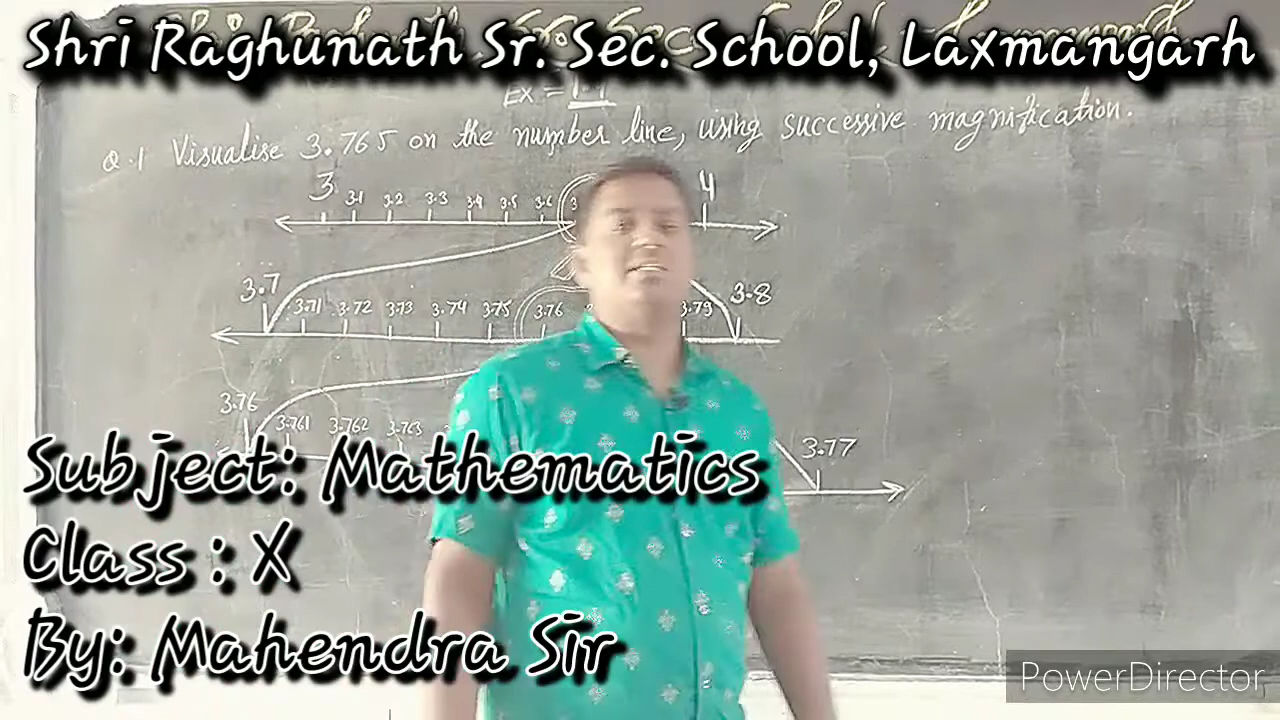 Shri Raghunath Sr. Sec. School, Laxmangarh
Ex = 1.4
Q.1 Visualise 3.765 on the number line, using successive magnification.
3 3.1 3.2 3.3 3.4 3.5 3.6 4
3.7 3.71 3.72 3.73 3.74 3.75 3.76 3.79 3.8
3.76 3.761 3.762 3.763 3.77
Subject: Mathematics
Class : X
By: Mahendra Sir
PowerDirector